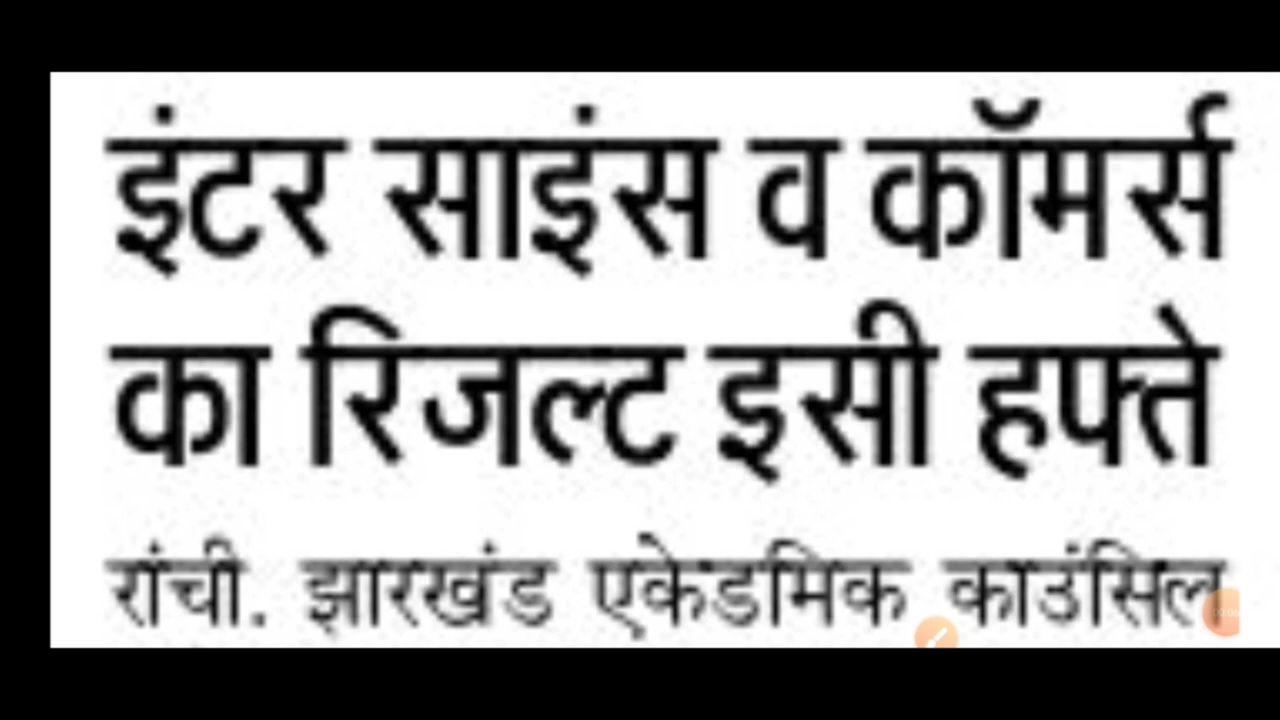 इंटर साइंस व कॉमर्स
का रिजल्ट इसी हफ्ते
रांची. झारखंड एकेडमिक काउंसिल